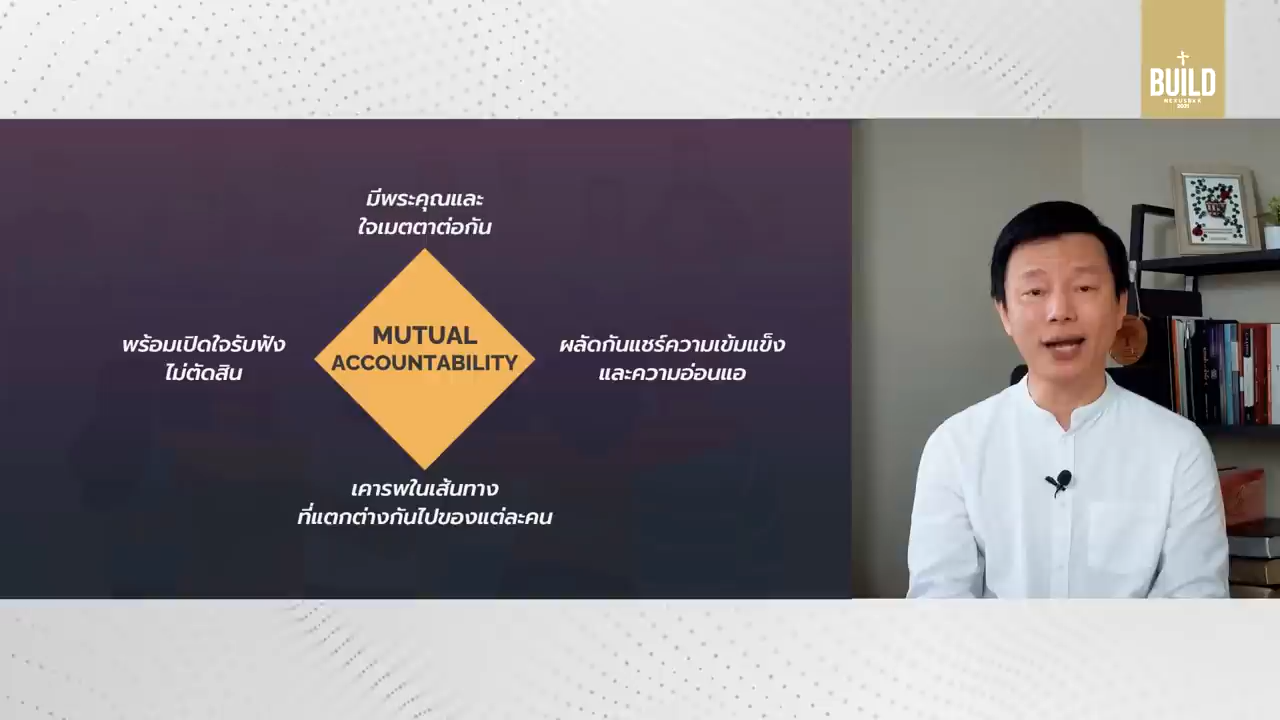 BUILD
NEXUSBKK
2021
มีพระคุณและ
ใจเมตตาต่อกัน
พร้อมเปิดใจรับฟัง
ไม่ตัดสิน
MUTUAL
ACCOUNTABILITY
ผลัดกันแชร์ความเข้มแข็ง
และความอ่อนแอ
เคารพในเส้นทาง
ที่แตกต่างกันไปของแต่ละคน